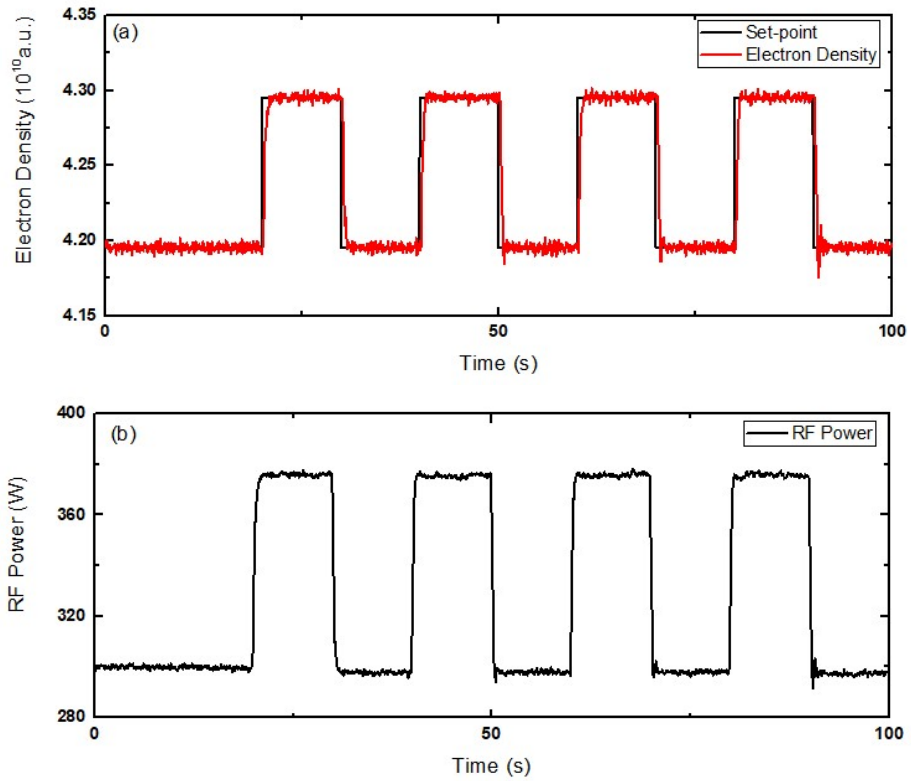 (a)
Set-point
Electron Density
4.35
4.30
4.25
4.20
4.15
Electron Density (10¹⁰a.u.)
0
50
100
Time (s)
(b)
RF Power
400
360
320
280
RF Power (W)
0
50
100
Time (s)